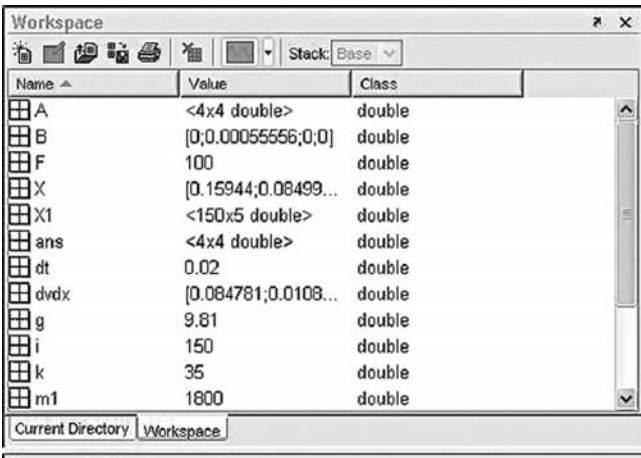 Workspace
Stack: Base
Name Value Class
A <4x4 double> double
B [0;0.00055556;0;0] double
F 100 double
X [0.15944;0.08499... double
X1 <150x5 double> double
ans <4x4 double> double
dt 0.02 double
dvdx [0.084781;0.0108... double
g 9.81 double
i 150 double
k 35 double
m1 1800 double
Current Directory Workspace